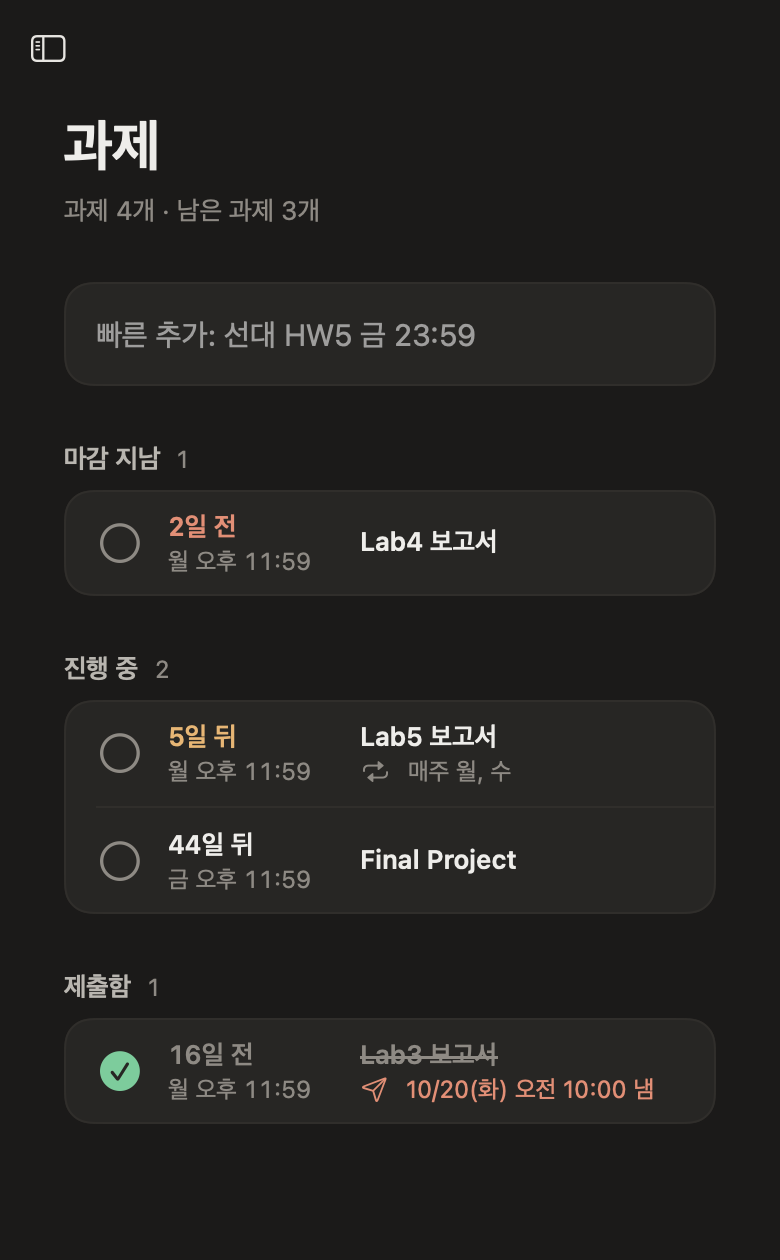 과제
과제 4개 · 남은 과제 3개
빠른 추가: 선대 HW5 금 23:59
마감 지남 1
2일 전
월 오후 11:59
Lab4 보고서
진행 중 2
5일 뒤
월 오후 11:59
Lab5 보고서
매주 월, 수
44일 뒤
금 오후 11:59
Final Project
제출함 1
16일 전
월 오후 11:59
Lab3 보고서
10/20(화) 오전 10:00 냄